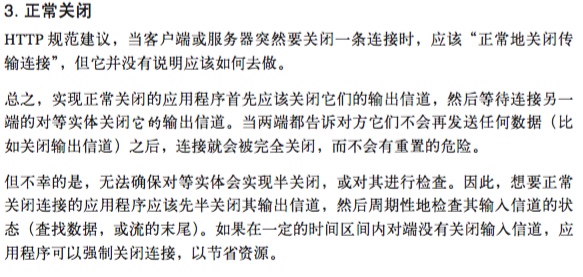 3. 正常关闭
HTTP 规范建议，当客户端或服务器突然要关闭一条连接时，应该“正常地关闭传
输连接”，但它并没有说明应该如何去做。
总之，实现正常关闭的应用程序首先应该关闭它们的输出信道，然后等待连接另一
端的对等实体关闭它的输出信道。当两端都告诉对方它们不会再发送任何数据（比
如关闭输出信道）之后，连接就会被完全关闭，而不会有重置的危险。
但不幸的是，无法确保对等实体会实现半关闭，或对其进行检查。因此，想要正常
关闭连接的应用程序应该先半关闭其输出信道，然后周期性地检查其输入信道的状
态（查找数据，或流的末尾）。如果在一定的时间区间内对端没有关闭输入信道，应
用程序可以强制关闭连接，以节省资源。